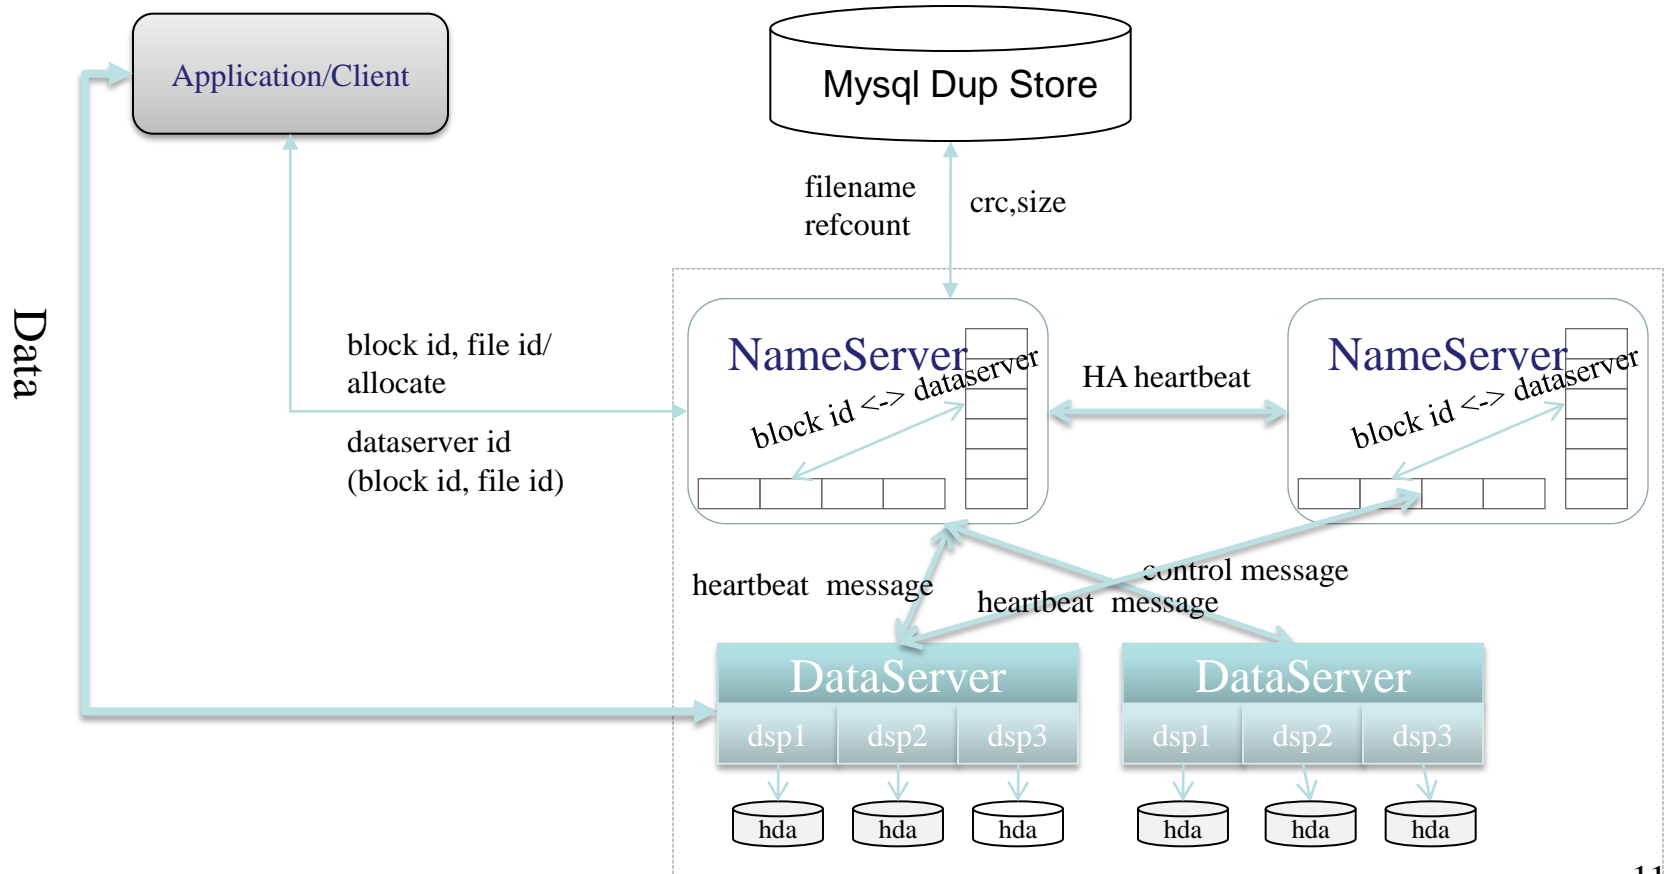 Application/Client
Mysql Dup Store
filename
refcount
crc,size
Data
block id, file id/
allocate
dataserver id
(block id, file id)
NameServer
block id <-> dataserver
HA heartbeat
NameServer
block id <-> dataserver
heartbeat message
control message
heartbeat message
DataServer
dsp1
dsp2
dsp3
DataServer
dsp1
dsp2
dsp3
hda
hda
hda
hda
hda
hda
11